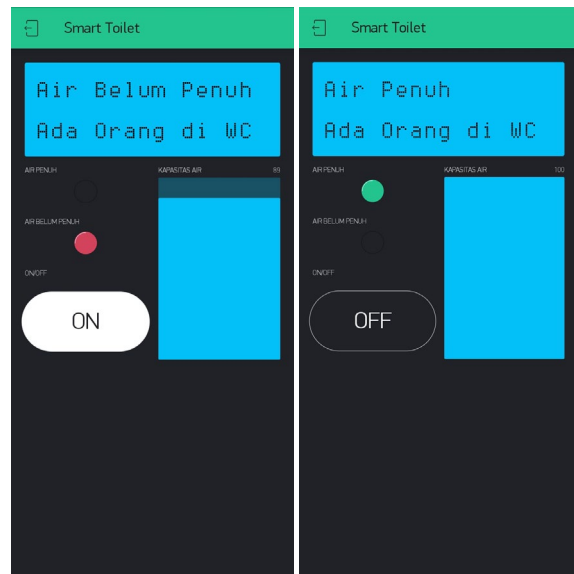 Smart Toilet
Air Belum Penuh
Ada Orang di WC
AIR PENUH
KAPASITAS AIR 89
AIR BELUM PENUH
ON/OFF
ON
Smart Toilet
Air Penuh
Ada Orang di WC
AIR PENUH
KAPASITAS AIR 100
AIR BELUM PENUH
ON/OFF
OFF